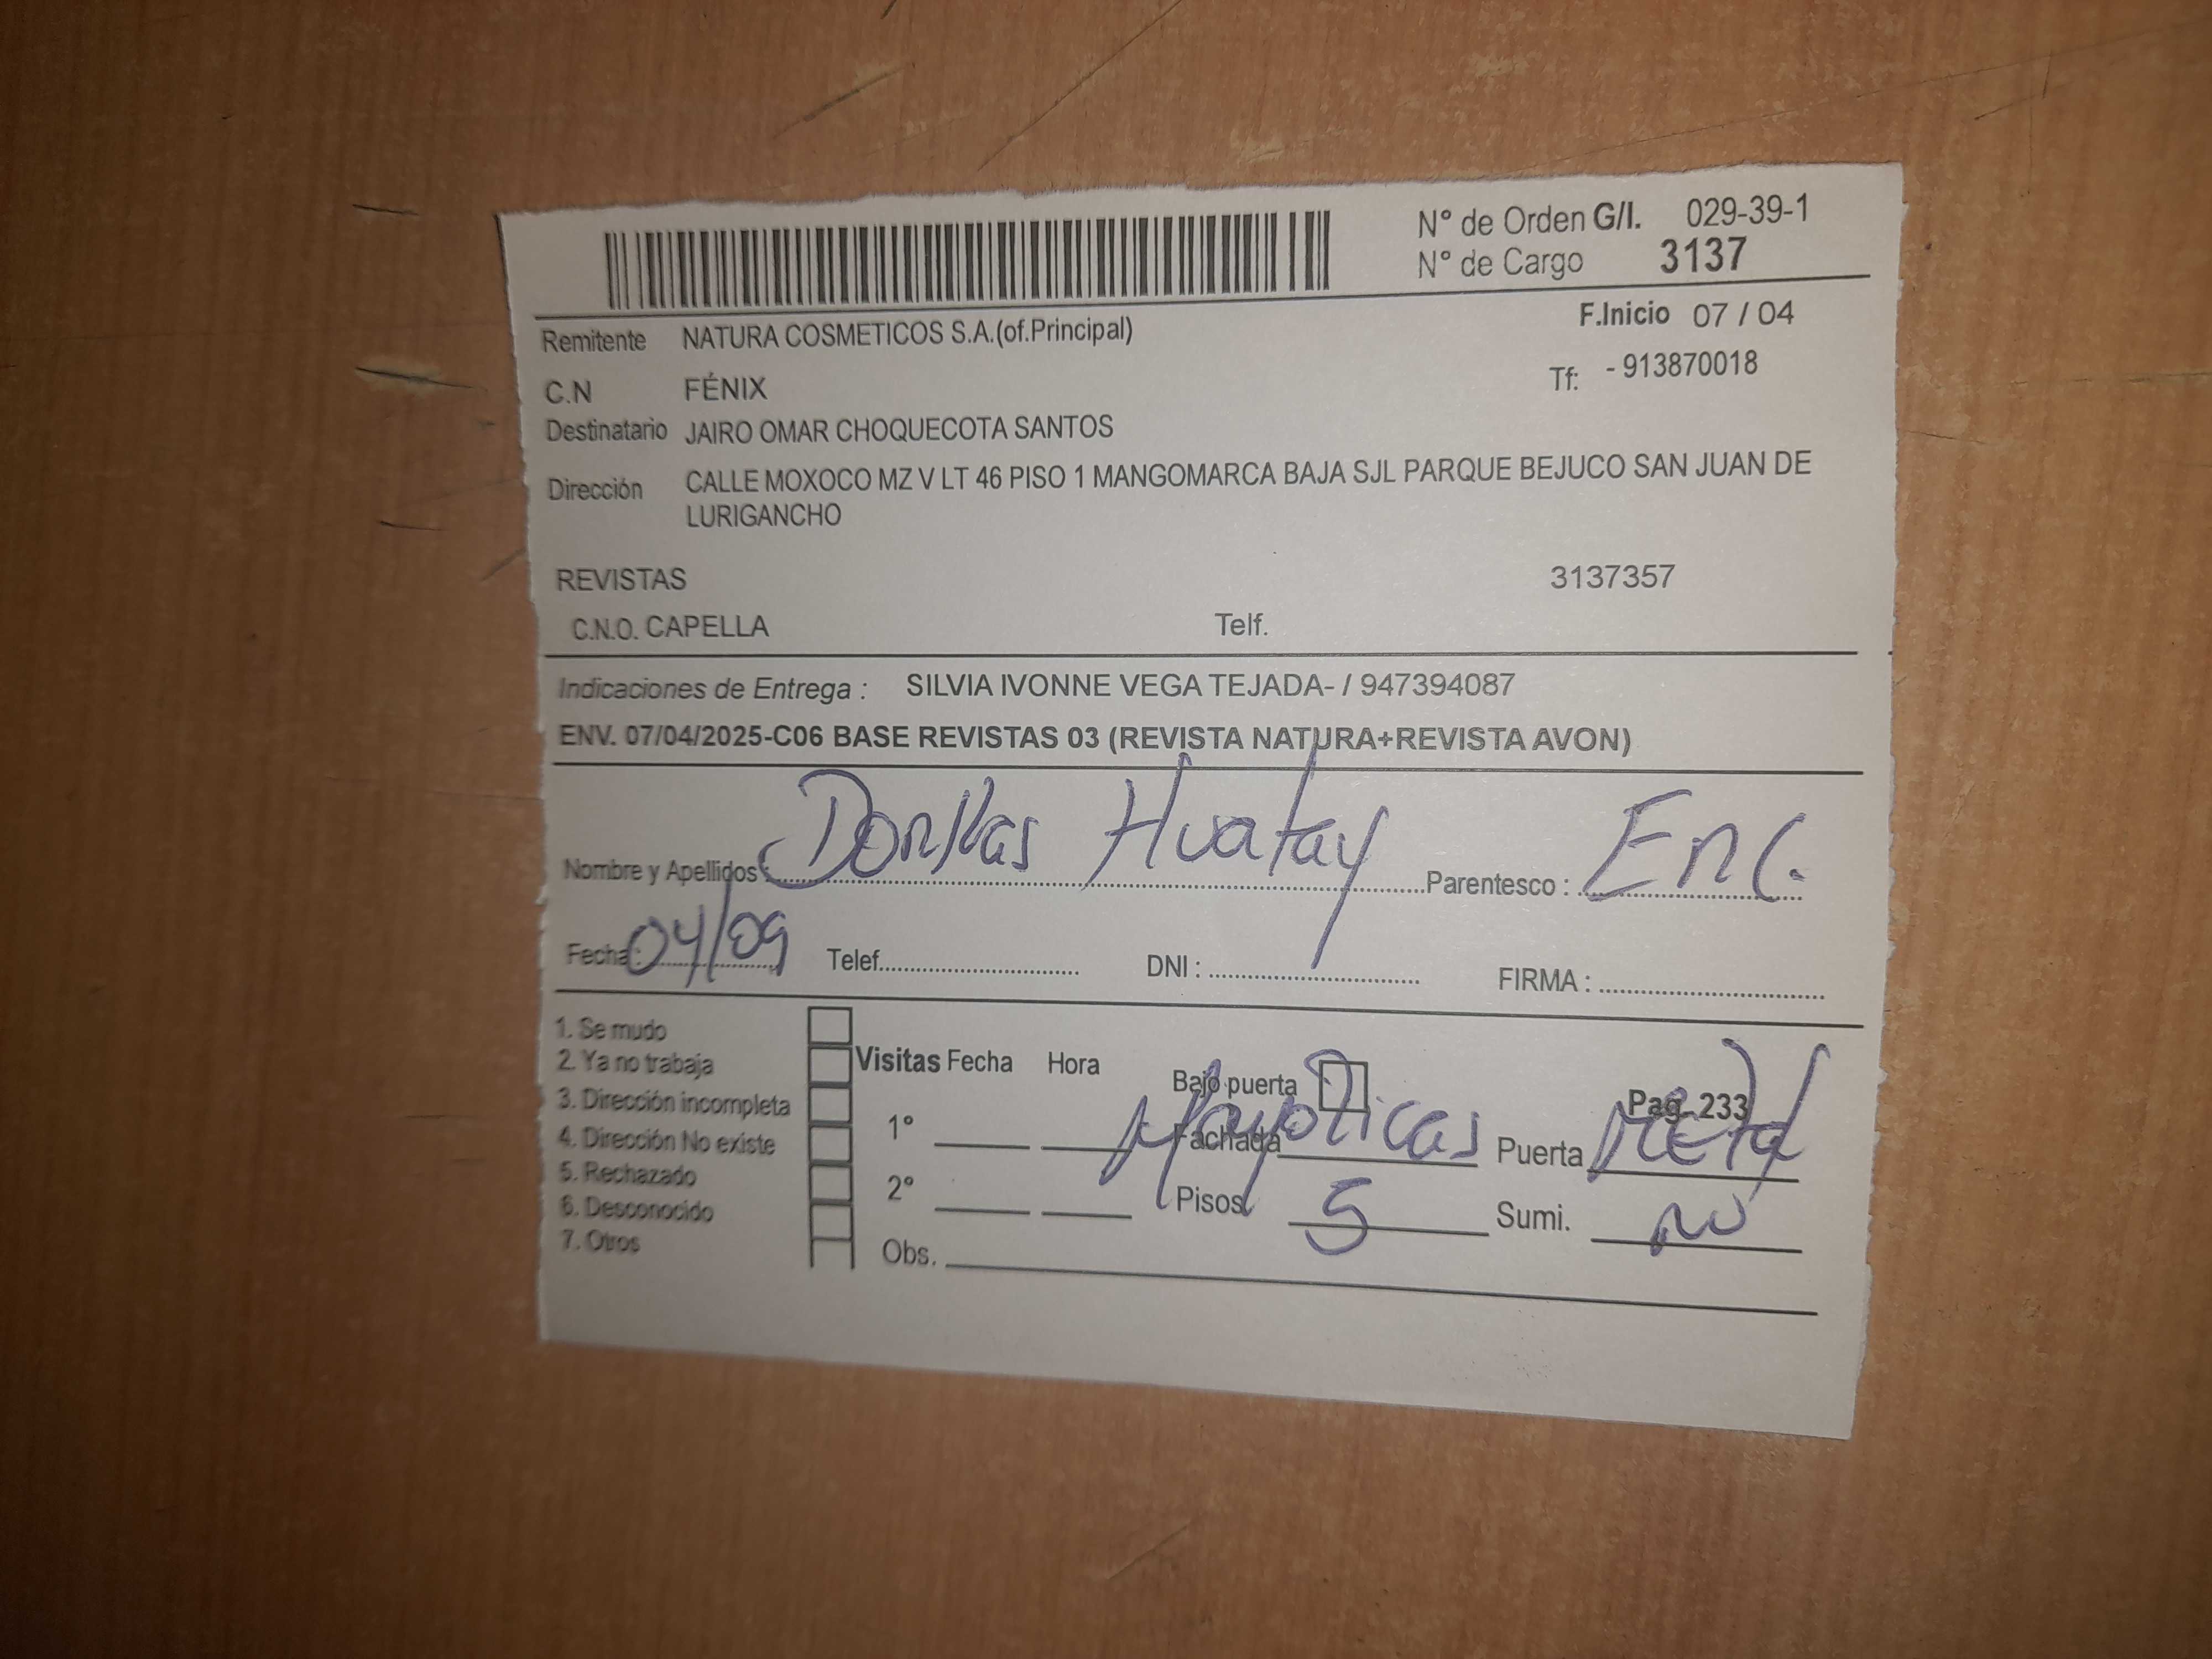 N° de Orden G/I. 029-39-1
N° de Cargo 3137
F.Inicio 07 / 04
Remitente NATURA COSMETICOS S.A.(of.Principal)
Tf: - 913870018
C.N FÉNIX
Destinatario JAIRO OMAR CHOQUECOTA SANTOS
Dirección CALLE MOXOCO MZ V LT 46 PISO 1 MANGOMARCA BAJA SJL PARQUE BEJUCO SAN JUAN DE
LURIGANCHO
REVISTAS 3137357
C.N.O. CAPELLA Telf.
Indicaciones de Entrega : SILVIA IVONNE VEGA TEJADA- / 947394087
ENV. 07/04/2025-C06 BASE REVISTAS 03 (REVISTA NATURA+REVISTA AVON)
Nombre y Apellidos : Huatay Parentesco : Enc.
Fecha : 04/09 Telef. DNI : FIRMA :
1. Se mudo
2. Ya no trabaja
3. Dirección incompleta
4. Dirección No existe
5. Rechazado
6. Desconocido
7. Otros
Visitas Fecha Hora
1°
2°
Obs.
Bajo puerta Pag. 233
Fachada Mayolicas Puerta Metal
Pisos 5 Sumi. no